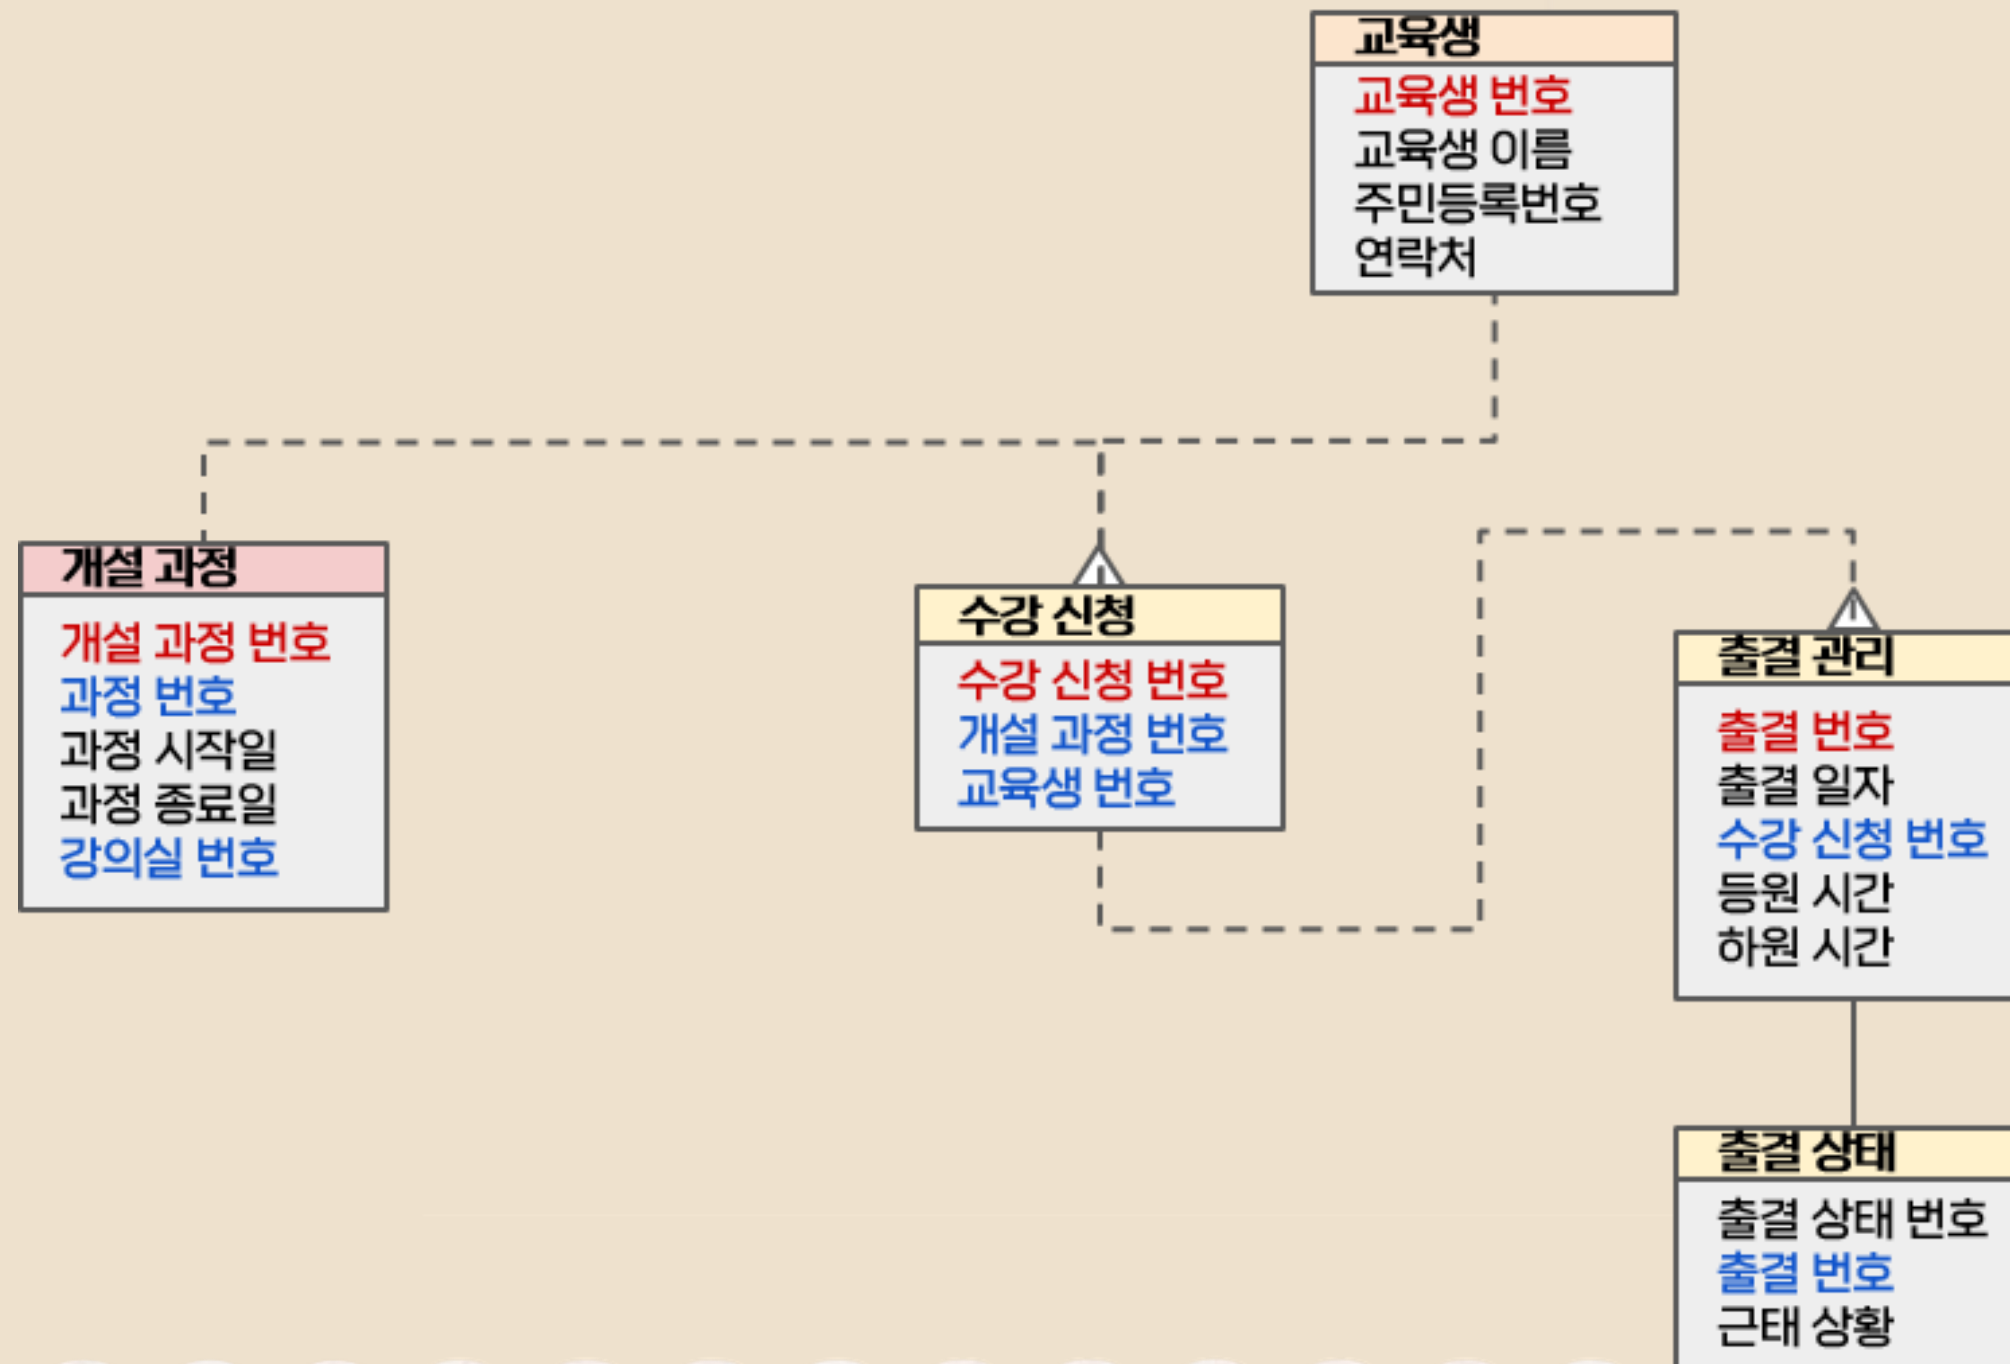 교육생
교육생 번호
교육생 이름
주민등록번호
연락처
개설 과정
개설 과정 번호
과정 번호
과정 시작일
과정 종료일
강의실 번호
수강 신청
수강 신청 번호
개설 과정 번호
교육생 번호
출결 관리
출결 번호
출결 일자
수강 신청 번호
등원 시간
하원 시간
출결 상태
출결 상태 번호
출결 번호
근태 상황